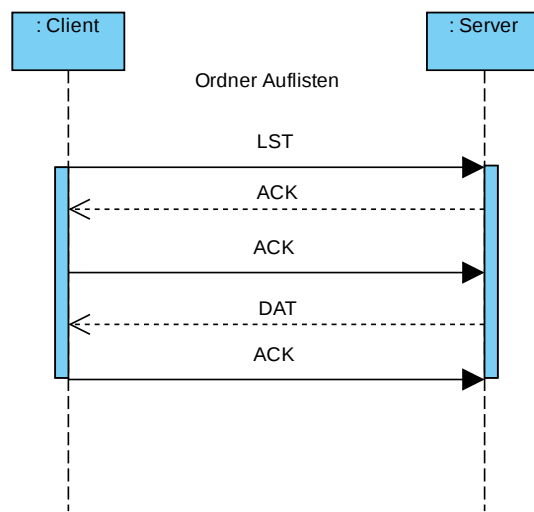 : Client
: Server
Ordner Auflisten
LST
ACK
ACK
DAT
ACK